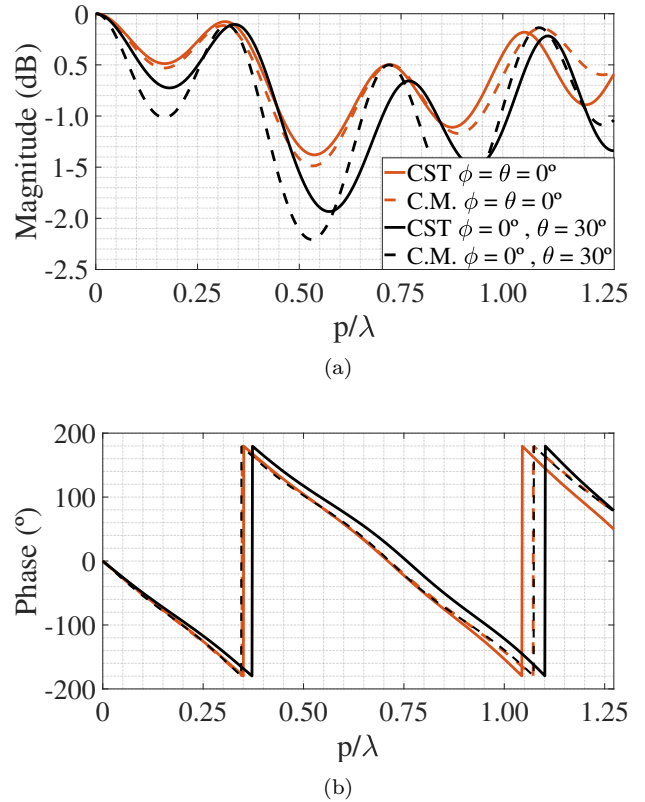 0
0.5
-1.0
-1.5
-2.0
-2.5
Magnitude (dB)
CST ϕ = θ = 0º
C.M. ϕ = θ = 0º
CST ϕ = 0º , θ = 30º
C.M. ϕ = 0º , θ = 30º
0 0.25 0.50 0.75 1.00 1.25
p/λ
(a)
200
100
0
-100
-200
Phase (º)
0 0.25 0.50 0.75 1.00 1.25
p/λ
(b)